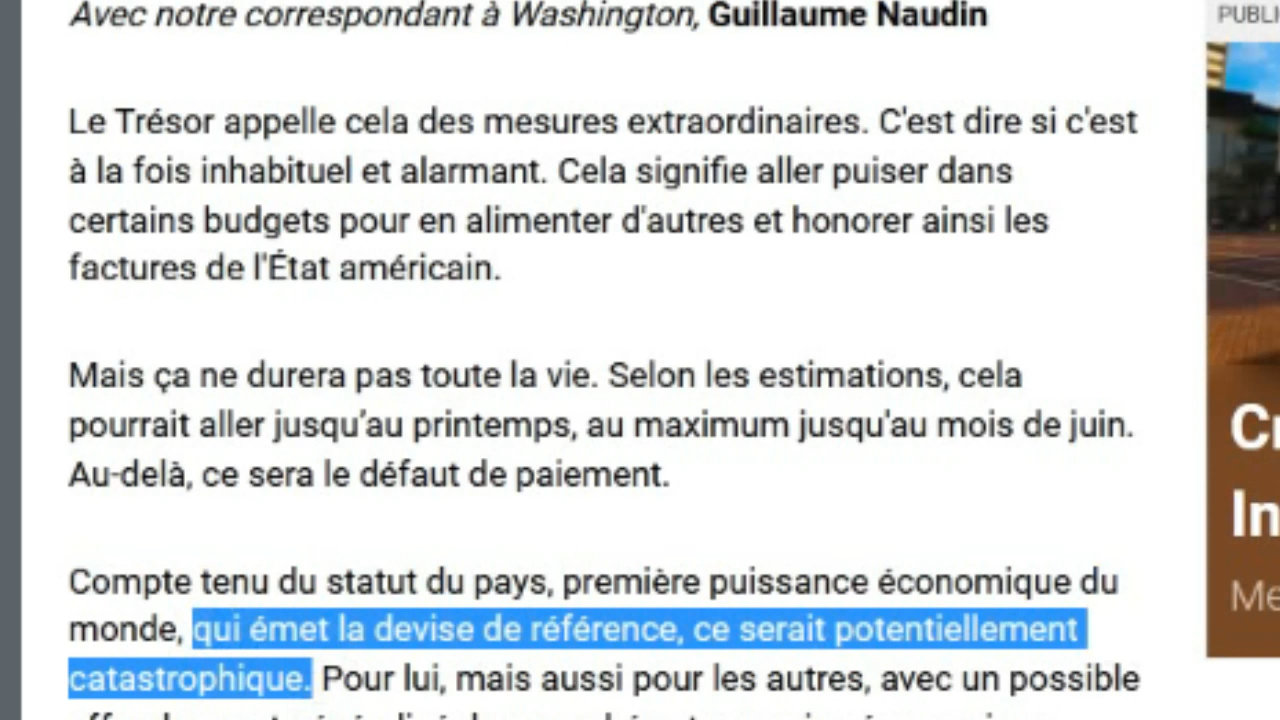 Avec notre correspondant à Washington, Guillaume Naudin
PUBLI
Le Trésor appelle cela des mesures extraordinaires. C'est dire si c'est
à la fois inhabituel et alarmant. Cela signifie aller puiser dans
certains budgets pour en alimenter d'autres et honorer ainsi les
factures de l'État américain.
Mais ça ne durera pas toute la vie. Selon les estimations, cela
pourrait aller jusqu’au printemps, au maximum jusqu'au mois de juin.
Au-delà, ce sera le défaut de paiement.
Compte tenu du statut du pays, première puissance économique du
monde, qui émet la devise de référence, ce serait potentiellement
catastrophique. Pour lui, mais aussi pour les autres, avec un possible
In
Me